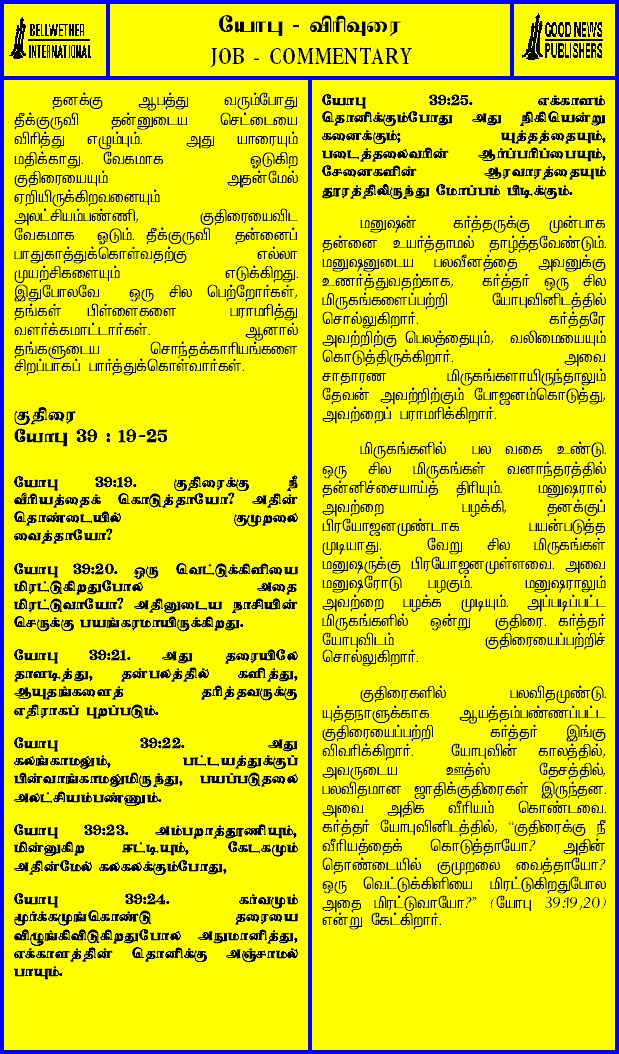 BELLWETHER
INTERNATIONAL
யோபு - விரிவுரை
JOB - COMMENTARY
GOOD NEWS
PUBLISHERS
தனக்கு ஆபத்து வரும்போது
தீக்குருவி தன்னுடைய செட்டையை
விரித்து எழும்பும். அது யாரையும்
மதிக்காது. வேகமாக ஓடுகிற
குதிரையையும் அதன்மேல்
ஏறியிருக்கிறவனையும்
அலட்சியம்பண்ணி, குதிரையைவிட
வேகமாக ஓடும். தீக்குருவி தன்னைப்
பாதுகாத்துக்கொள்வதற்கு எல்லா
முயற்சிகளையும் எடுக்கிறது.
இதுபோலவே ஒரு சில பெற்றோர்கள்,
தங்கள் பிள்ளைகளை பராமரித்து
வளர்க்கமாட்டார்கள். ஆனால்
தங்களுடைய சொந்தக்காரியங்களை
சிறப்பாகப் பார்த்துக்கொள்வார்கள்.
குதிரை
யோபு 39 : 19-25
யோபு 39:19. குதிரைக்கு நீ
வீரியத்தைக் கொடுத்தாயோ? அதின்
தொண்டையில் குமுறலை
வைத்தாயோ?
யோபு 39:20. ஒரு வெட்டுக்கிளியை
மிரட்டுகிறதுபோல் அதை
மிரட்டுவாயோ? அதினுடைய நாசியின்
செருக்கு பயங்கரமாயிருக்கிறது.
யோபு 39:21. அது தரையிலே
தாளடித்து, தன்பலத்தில் களித்து,
ஆயுதங்களைத் தரித்தவருக்கு
எதிராகப் புறப்படும்.
யோபு 39:22. அது
கலங்காமலும், பட்டயத்துக்குப்
பின்வாங்காமலுமிருந்து, பயப்படுதலை
அலட்சியம்பண்ணும்.
யோபு 39:23. அம்பறாத்தூணியும்,
மின்னுகிற ஈட்டியும், கேடகமும்
அதின்மேல் கலகலக்கும்போது,
யோபு 39:24. கர்வமும்
மூர்க்கமுங்கொண்டு தரையை
விழுங்கிவிடுகிறதுபோல் அநுமானித்து,
எக்காளத்தின் தொனிக்கு அஞ்சாமல்
பாயும்.
யோபு 39:25. எக்காளம்
தொனிக்கும்போது அது நிகியென்று
கனைக்கும்; யுத்தத்தையும்,
படைத்தலைவரின் ஆர்ப்பரிப்பையும்,
சேனைகளின் ஆரவாரத்தையும்
தூரத்திலிருந்து மோப்பம் பிடிக்கும்.
மனுஷன் கர்த்தருக்கு முன்பாக
தன்னை உயர்த்தாமல் தாழ்த்தவேண்டும்.
மனுஷனுடைய பலவீனத்தை அவனுக்கு
உணர்த்துவதற்காக, கர்த்தர் ஒரு சில
மிருகங்களைப்பற்றி யோபுவினிடத்தில்
சொல்லுகிறார். கர்த்தரே
அவற்றிற்கு பெலத்தையும், வலிமையையும்
கொடுத்திருக்கிறார். அவை
சாதாரண மிருகங்களாயிருந்தாலும்
தேவன் அவற்றிற்கும் போஜனம்கொடுத்து,
அவற்றைப் பராமரிக்கிறார்.
மிருகங்களில் பல வகை உண்டு.
ஒரு சில மிருகங்கள் வனாந்தரத்தில்
தன்னிச்சையாய்த் திரியும். மனுஷரால்
அவற்றை பழக்கி, தனக்குப்
பிரயோஜனமுண்டாக பயன்படுத்த
முடியாது. வேறு சில மிருகங்கள்
மனுஷருக்கு பிரயோஜனமுள்ளவை. அவை
மனுஷரோடு பழகும். மனுஷராலும்
அவற்றை பழக்க முடியும். அப்படிப்பட்ட
மிருகங்களில் ஒன்று குதிரை. கர்த்தர்
யோபுவிடம் குதிரையைப்பற்றிச்
சொல்லுகிறார்.
குதிரைகளில் பலவிதமுண்டு.
யுத்தநாளுக்காக ஆயத்தம்பண்ணப்பட்ட
குதிரையைப்பற்றி கர்த்தர் இங்கு
விவரிக்கிறார். யோபுவின் காலத்தில்,
அவருடைய ஊத்ஸ் தேசத்தில்,
பலவிதமான ஜாதிக்குதிரைகள் இருந்தன.
அவை அதிக வீரியம் கொண்டவை.
கர்த்தர் யோபுவினிடத்தில், “குதிரைக்கு நீ
வீரியத்தைக் கொடுத்தாயோ? அதின்
தொண்டையில் குமுறலை வைத்தாயோ?
ஒரு வெட்டுக்கிளியை மிரட்டுகிறதுபோல
அதை மிரட்டுவாயோ?” (யோபு 39:19,20)
என்று கேட்கிறார்.